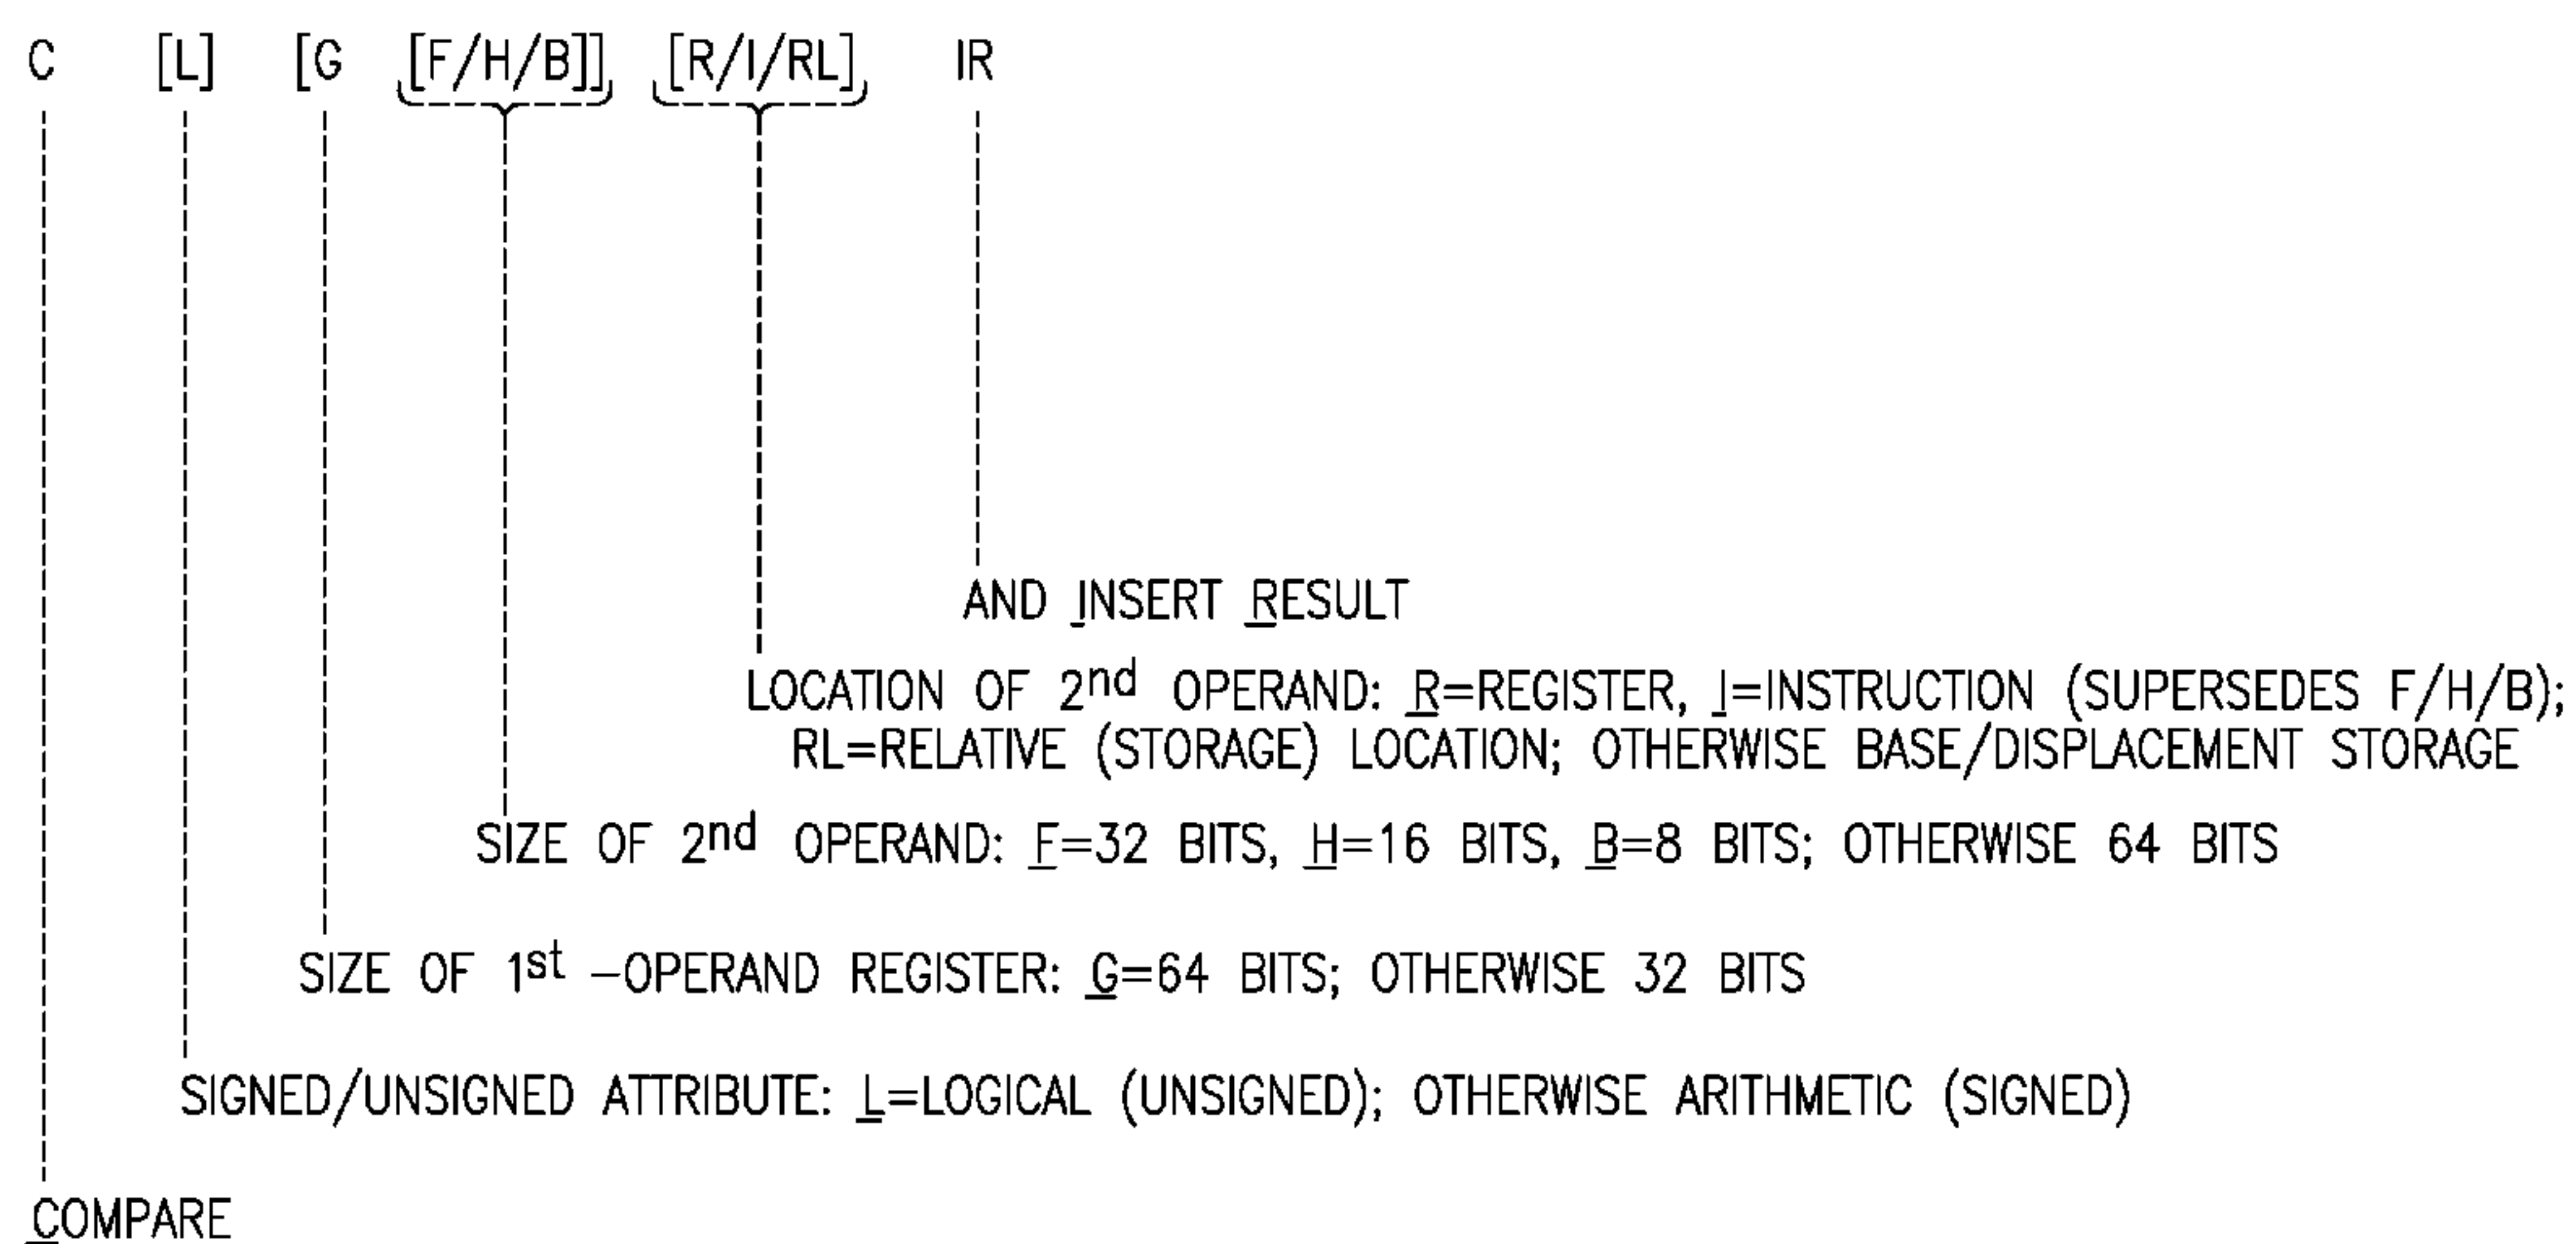 C [L] [G [F/H/B]] [R/I/RL] IR
AND INSERT RESULT
LOCATION OF 2nd OPERAND: R=REGISTER, I=INSTRUCTION (SUPERSEDES F/H/B);
RL=RELATIVE (STORAGE) LOCATION; OTHERWISE BASE/DISPLACEMENT STORAGE
SIZE OF 2nd OPERAND: F=32 BITS, H=16 BITS, B=8 BITS; OTHERWISE 64 BITS
SIZE OF 1st -OPERAND REGISTER: G=64 BITS; OTHERWISE 32 BITS
SIGNED/UNSIGNED ATTRIBUTE: L=LOGICAL (UNSIGNED); OTHERWISE ARITHMETIC (SIGNED)
COMPARE